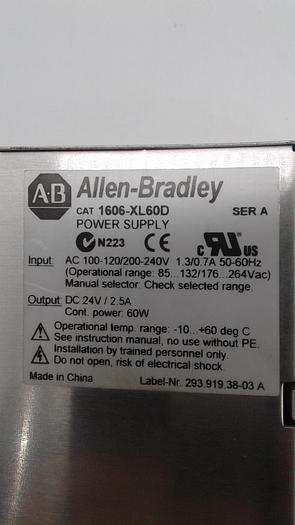 AB Allen-Bradley
CAT 1606-XL60D SER A
POWER SUPPLY
N223 CE c UL US
Input: AC 100-120/200-240V 1.3/0.7A 50-60Hz
(Operational range: 85...132/176...264Vac)
Manual selector: Check selected range.
Output: DC 24V / 2.5A
Cont. power: 60W
Operational temp. range: -10... +60 deg C
See instruction manual, no use without PE.
Installation by trained personnel only.
Do not open, risk of electrical shock.
Made in China Label-Nr. 293.919.38-03 A